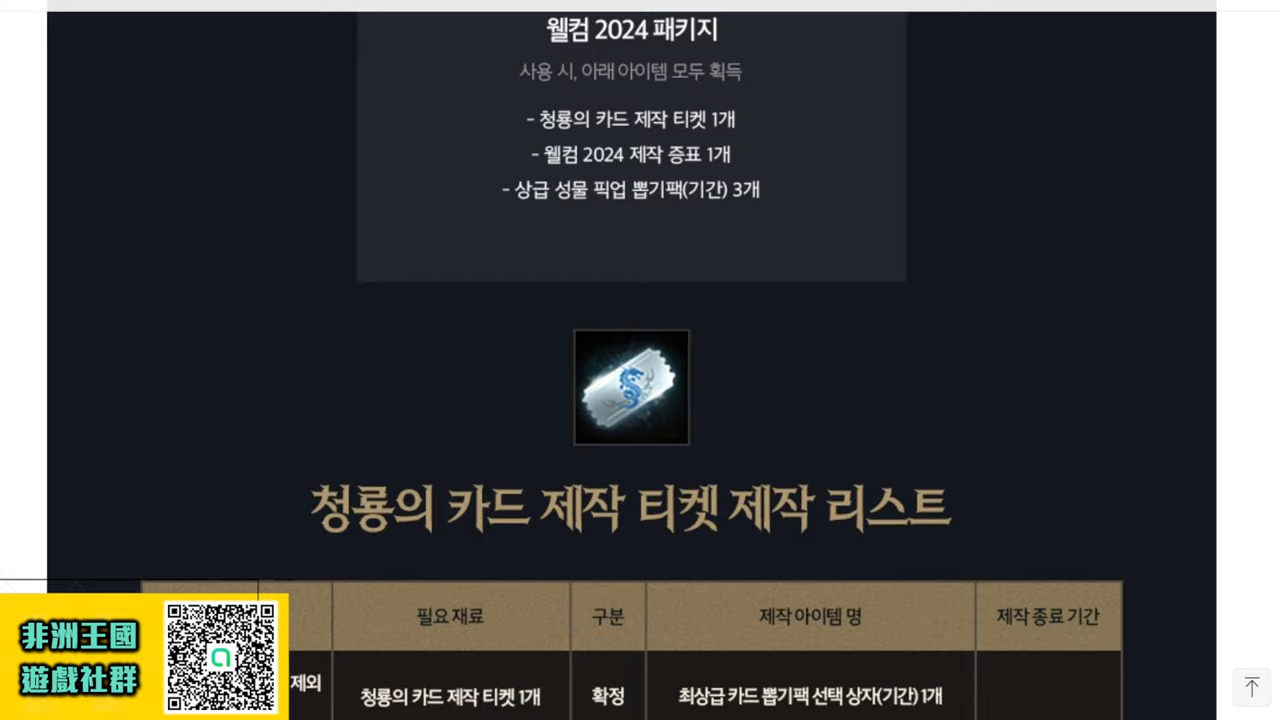 웰컴 2024 패키지
사용 시, 아래 아이템 모두 획득
- 청룡의 카드 제작 티켓 1개
- 웰컴 2024 제작 증표 1개
- 상급 성물 픽업 뽑기팩(기간) 3개
청룡의 카드 제작 티켓 제작 리스트
필요 재료 구분 제작 아이템 명 제작 종료 기간
제외 청룡의 카드 제작 티켓 1개 확정 최상급 카드 뽑기팩 선택 상자(기간) 1개
非洲王國
遊戲社群